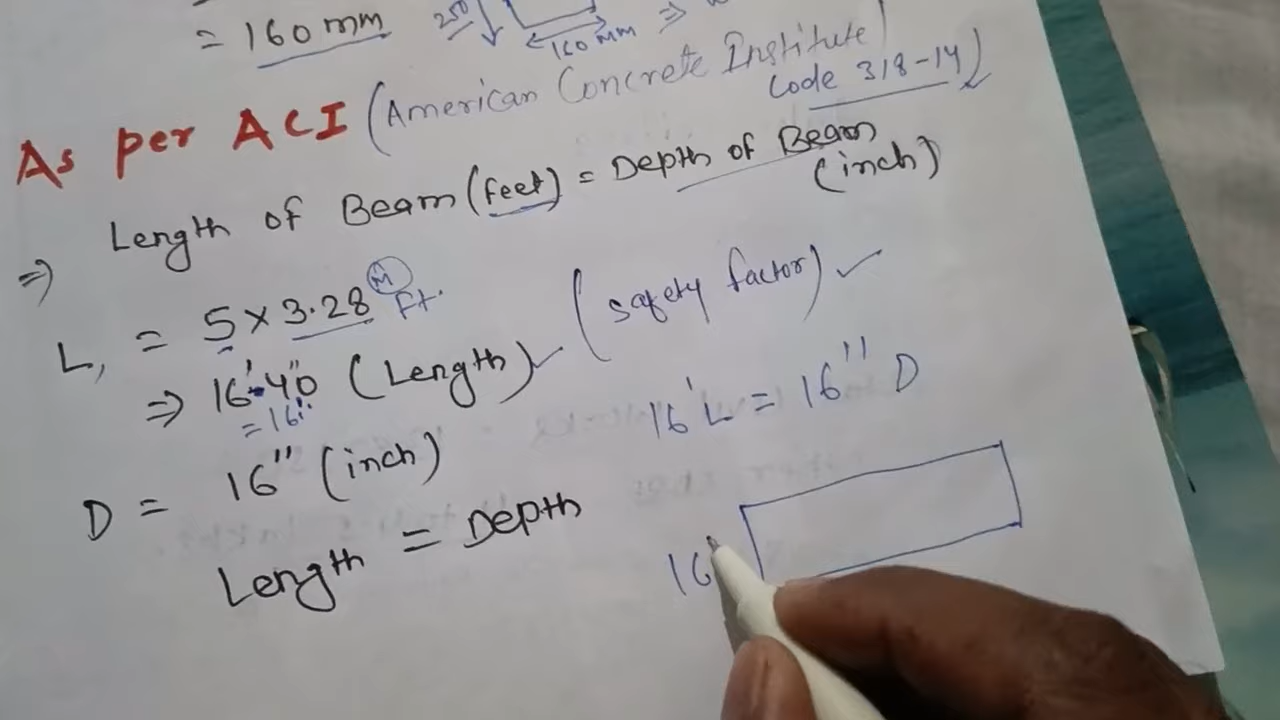 = 160 mm
250
160 mm ⇒
As per ACI (American Concrete Institute)
Code 318-14)
Length of Beam (feet) = Depth of Beam
(inch)
⇒
L, = 5 × 3.28 M Ft.
(safety factor) ✓
⇒ 16'-4"0 (Length) ✓
= 16'
16' L = 16" D
D = 16" (inch)
Length = Depth
16